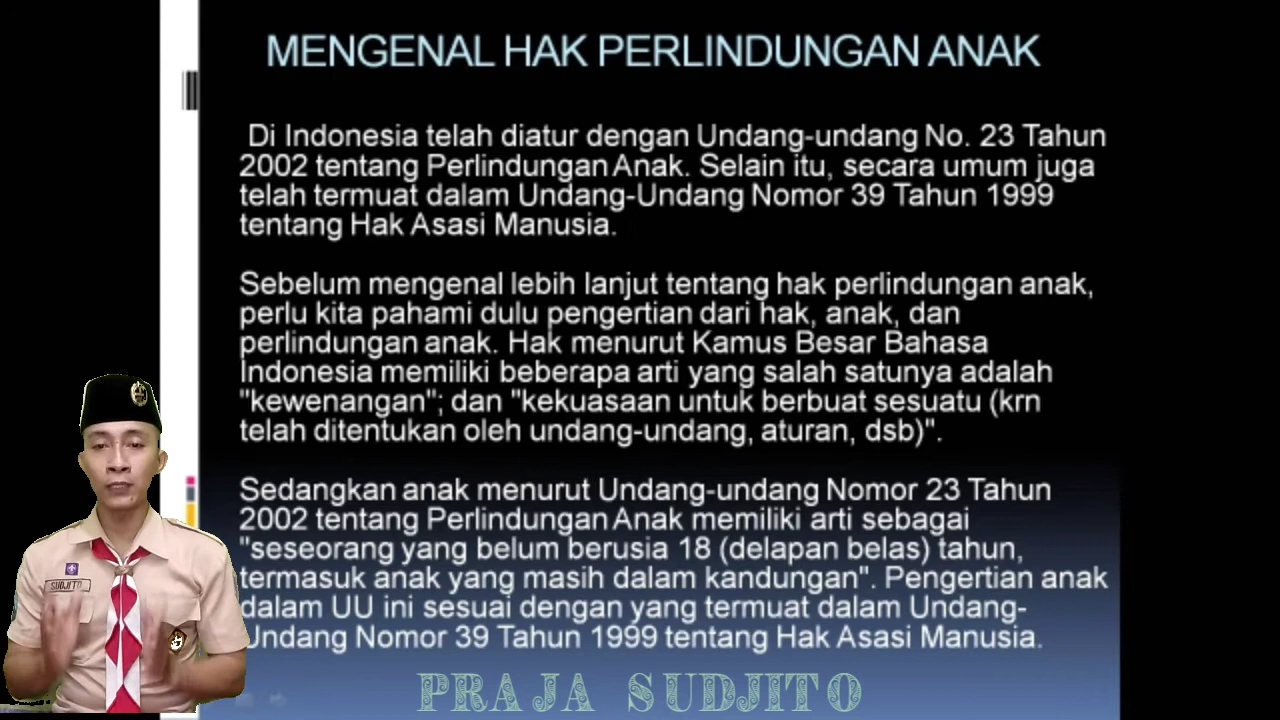 MENGENAL HAK PERLINDUNGAN ANAK
Di Indonesia telah diatur dengan Undang-undang No. 23 Tahun
2002 tentang Perlindungan Anak. Selain itu, secara umum juga
telah termuat dalam Undang-Undang Nomor 39 Tahun 1999
tentang Hak Asasi Manusia.
Sebelum mengenal lebih lanjut tentang hak perlindungan anak,
perlu kita pahami dulu pengertian dari hak, anak, dan
perlindungan anak. Hak menurut Kamus Besar Bahasa
Indonesia memiliki beberapa arti yang salah satunya adalah
"kewenangan"; dan "kekuasaan untuk berbuat sesuatu (krn
telah ditentukan oleh undang-undang, aturan, dsb)".
Sedangkan anak menurut Undang-undang Nomor 23 Tahun
2002 tentang Perlindungan Anak memiliki arti sebagai
"seseorang yang belum berusia 18 (delapan belas) tahun,
termasuk anak yang masih dalam kandungan". Pengertian anak
dalam UU ini sesuai dengan yang termuat dalam Undang-
Undang Nomor 39 Tahun 1999 tentang Hak Asasi Manusia.
SUDJITO
PRAJA SUDJITO